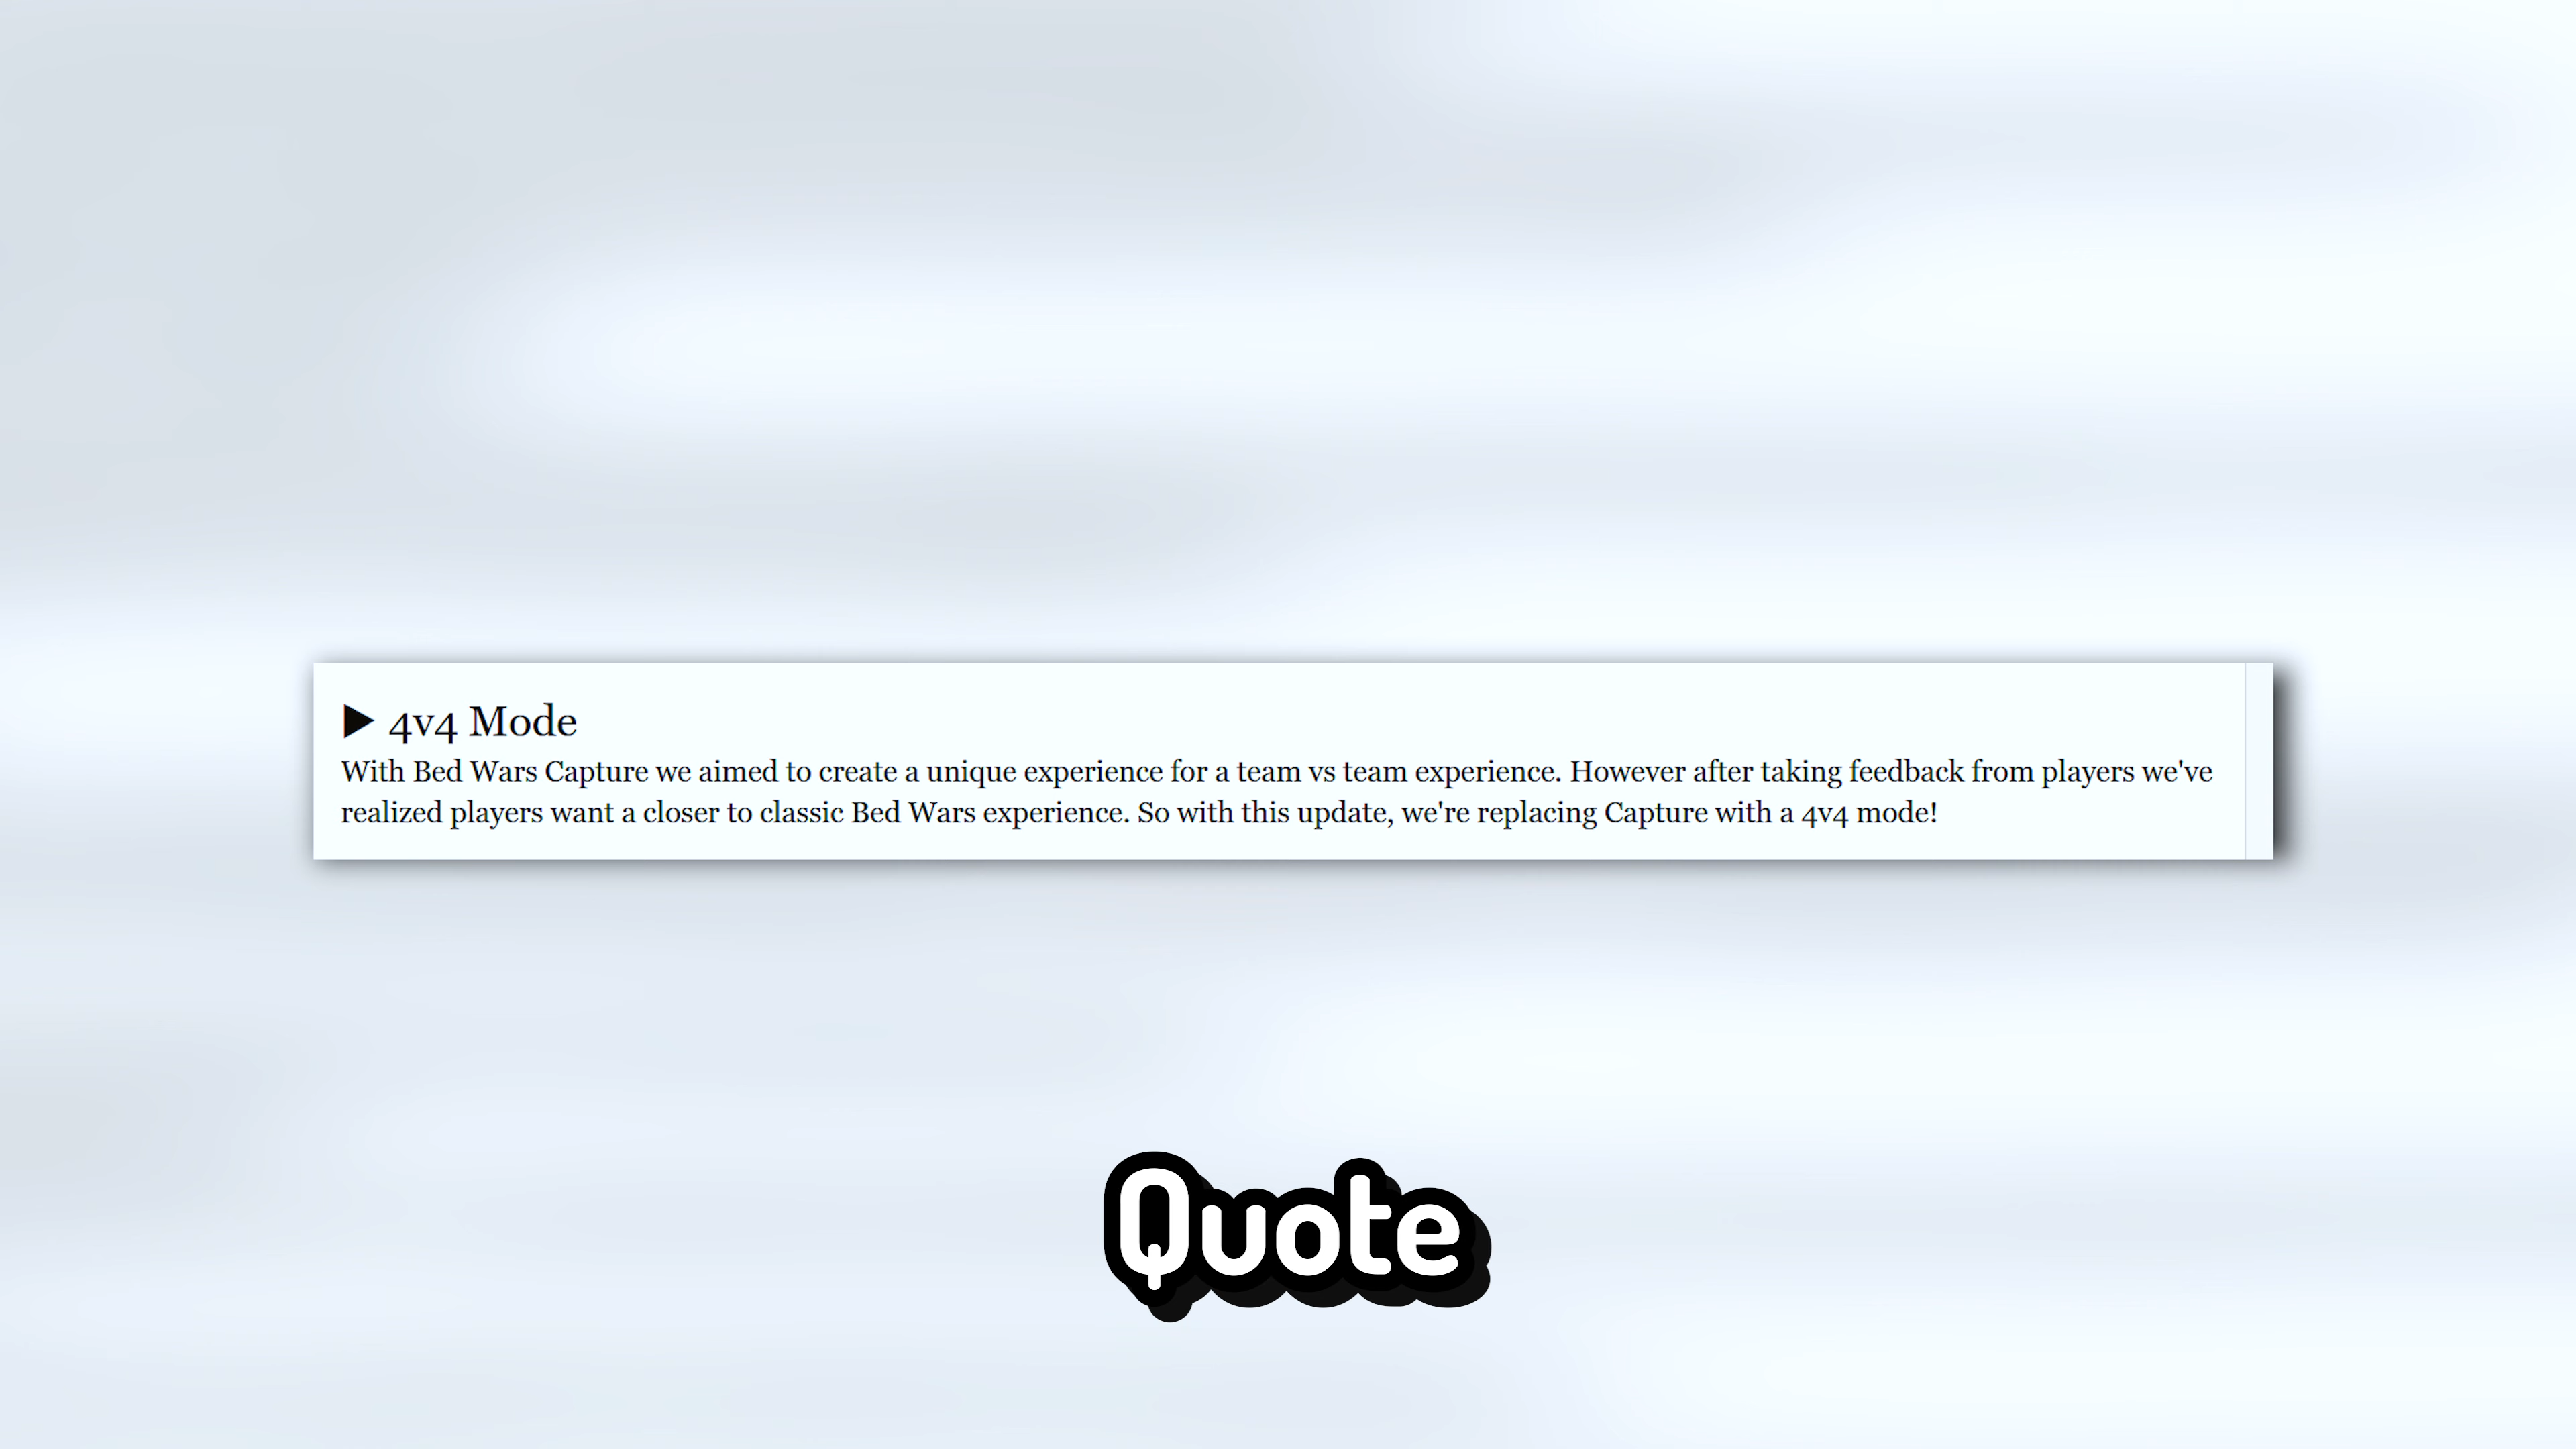 ▶ 4v4 Mode
With Bed Wars Capture we aimed to create a unique experience for a team vs team experience. However after taking feedback from players we've
realized players want a closer to classic Bed Wars experience. So with this update, we're replacing Capture with a 4v4 mode!
Quote